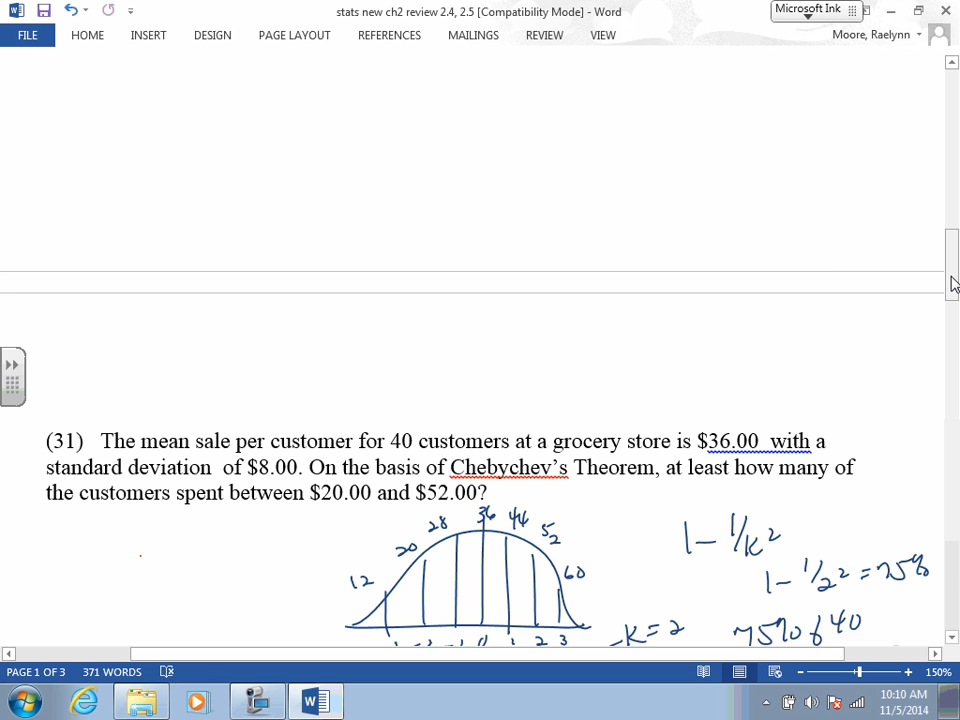 stats new ch2 review 2.4, 2.5 [Compatibility Mode] - Word
Microsoft Ink
FILE HOME INSERT DESIGN PAGE LAYOUT REFERENCES MAILINGS REVIEW VIEW
Moore, Raelynn
(31) The mean sale per customer for 40 customers at a grocery store is $36.00 with a
standard deviation of $8.00. On the basis of Chebychev's Theorem, at least how many of
the customers spent between $20.00 and $52.00?
12 20 28 36 44 52 60
1 - 1/k²
1 - 1/2² = 75%
0 1 2 3
K = 2
75% of 40
PAGE 1 OF 3 371 WORDS
150%
10:10 AM
11/5/2014